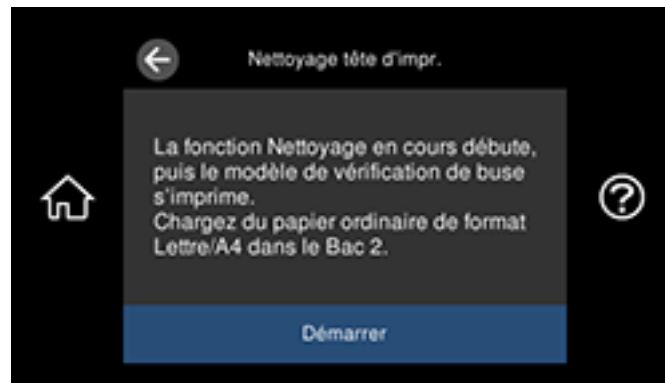 Nettoyage tête d'impr.
La fonction Nettoyage en cours débute,
puis le modèle de vérification de buse
s'imprime.
Chargez du papier ordinaire de format
Lettre/A4 dans le Bac 2.
Démarrer